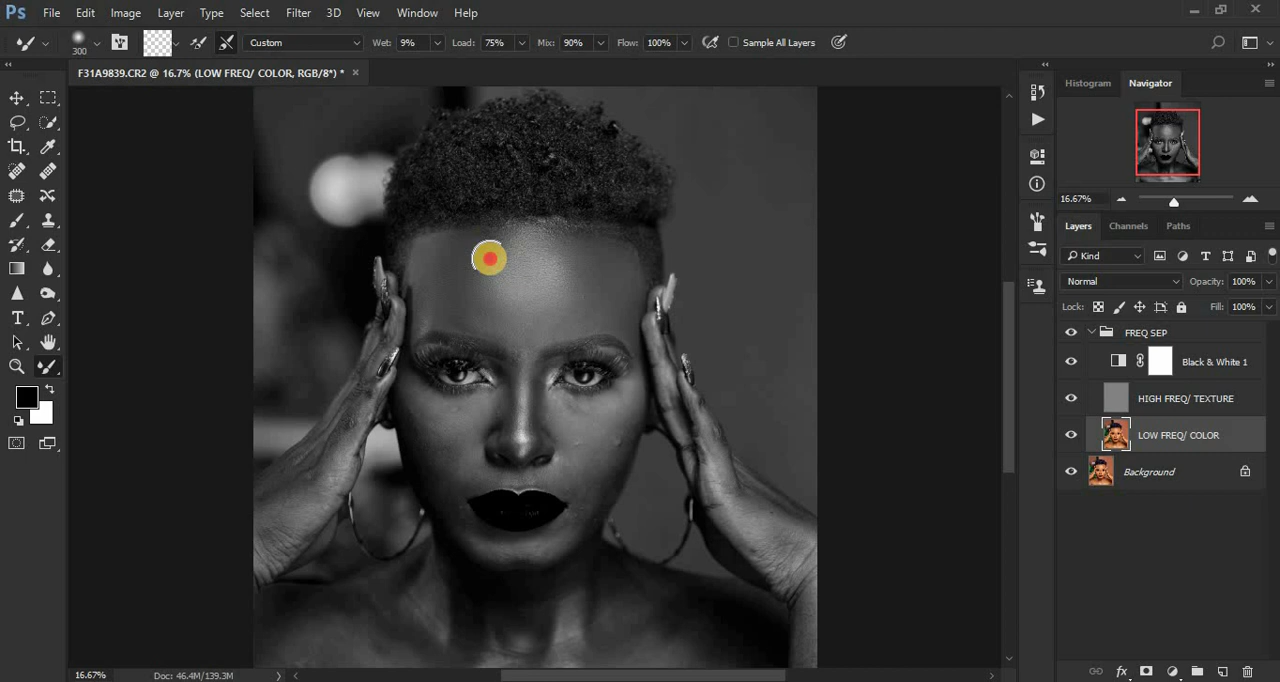 Ps File Edit Image Layer Type Select Filter 3D View Window Help
300 Custom Wet: 9% Load: 75% Mix: 90% Flow: 100% Sample All Layers
F31A9839.CR2 @ 16.7% (LOW FREQ/ COLOR, RGB/8*) * ×
Histogram Navigator
16.67%
Layers Channels Paths
Kind
Normal Opacity: 100%
Lock: Fill: 100%
FREQ SEP
Black & White 1
HIGH FREQ/ TEXTURE
LOW FREQ/ COLOR
Background
16.67% Doc: 46.4M/139.3M